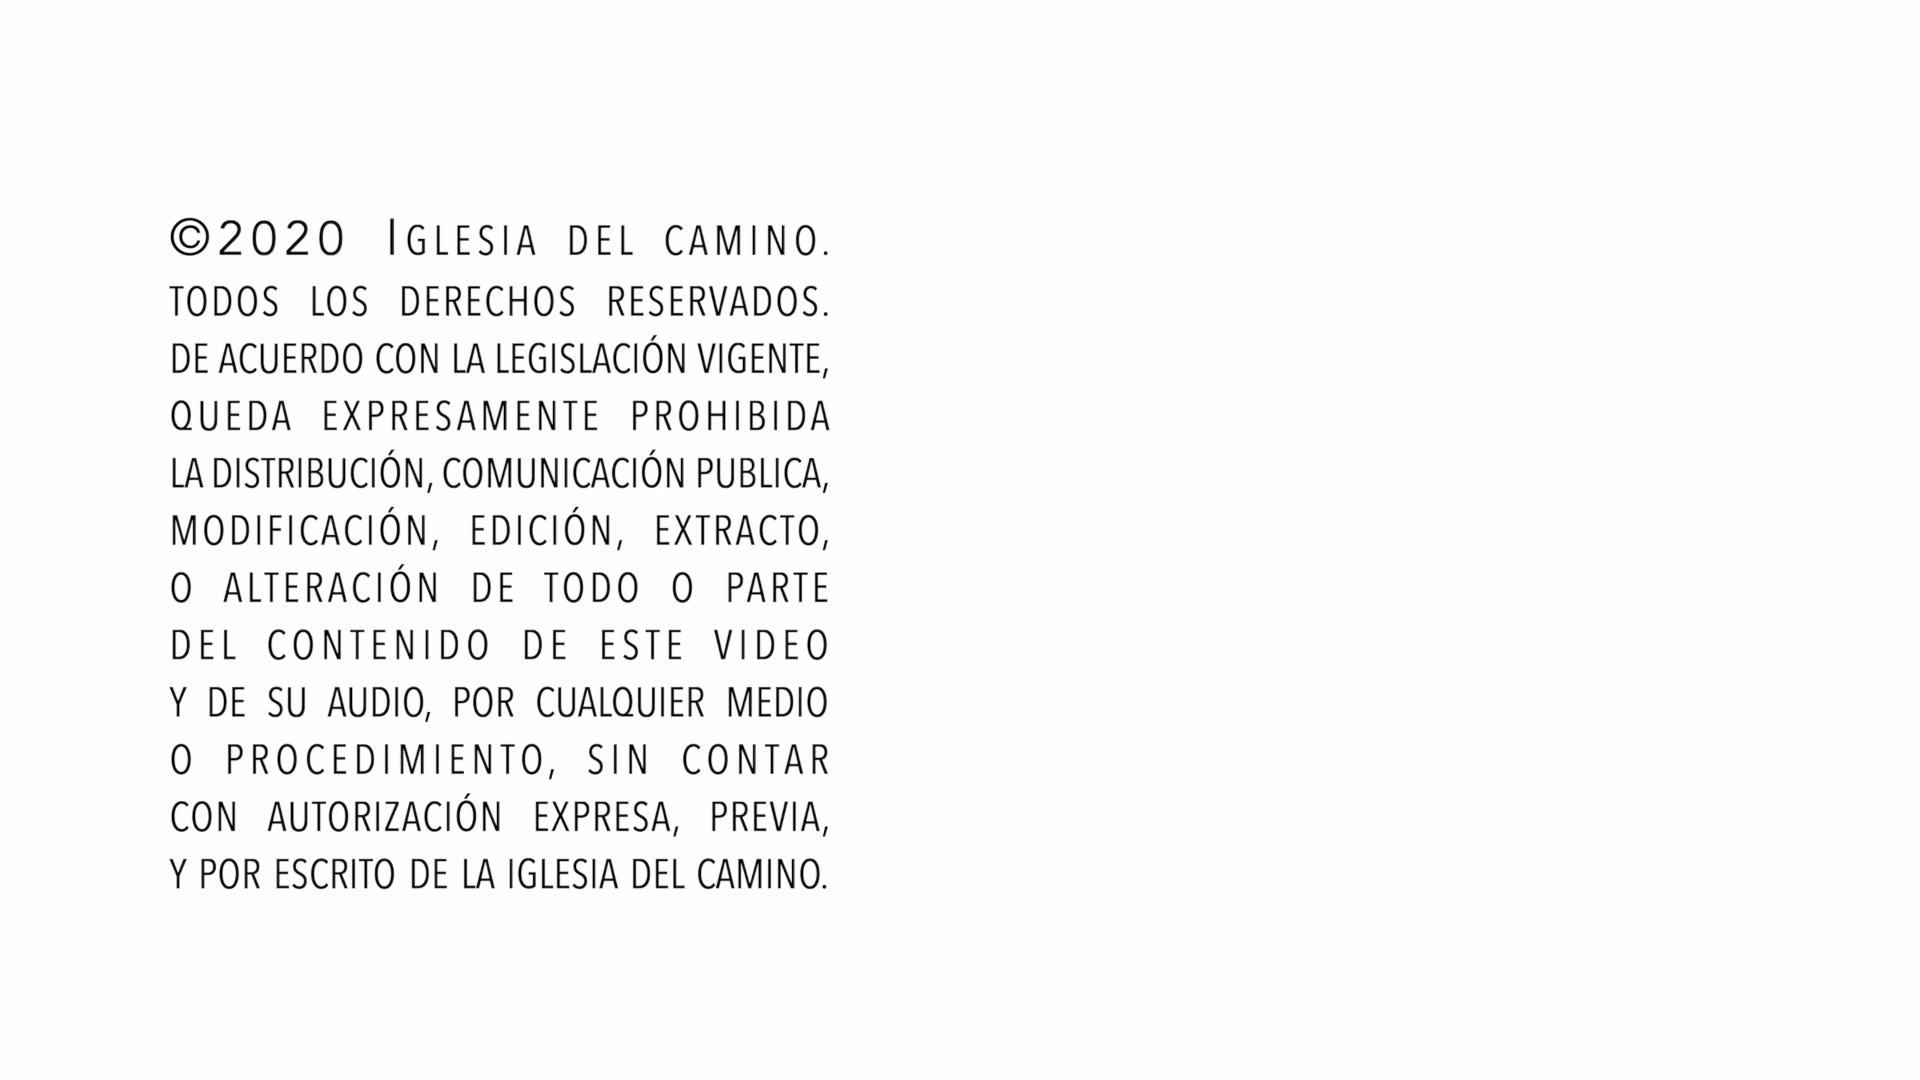 ©2020 Iglesia del camino.
TODOS LOS DERECHOS RESERVADOS.
DE ACUERDO CON LA LEGISLACIÓN VIGENTE,
QUEDA EXPRESAMENTE PROHIBIDA
LA DISTRIBUCIÓN, COMUNICACIÓN PUBLICA,
MODIFICACIÓN, EDICIÓN, EXTRACTO,
O ALTERACIÓN DE TODO O PARTE
DEL CONTENIDO DE ESTE VIDEO
Y DE SU AUDIO, POR CUALQUIER MEDIO
O PROCEDIMIENTO, SIN CONTAR
CON AUTORIZACIÓN EXPRESA, PREVIA,
Y POR ESCRITO DE LA IGLESIA DEL CAMINO.